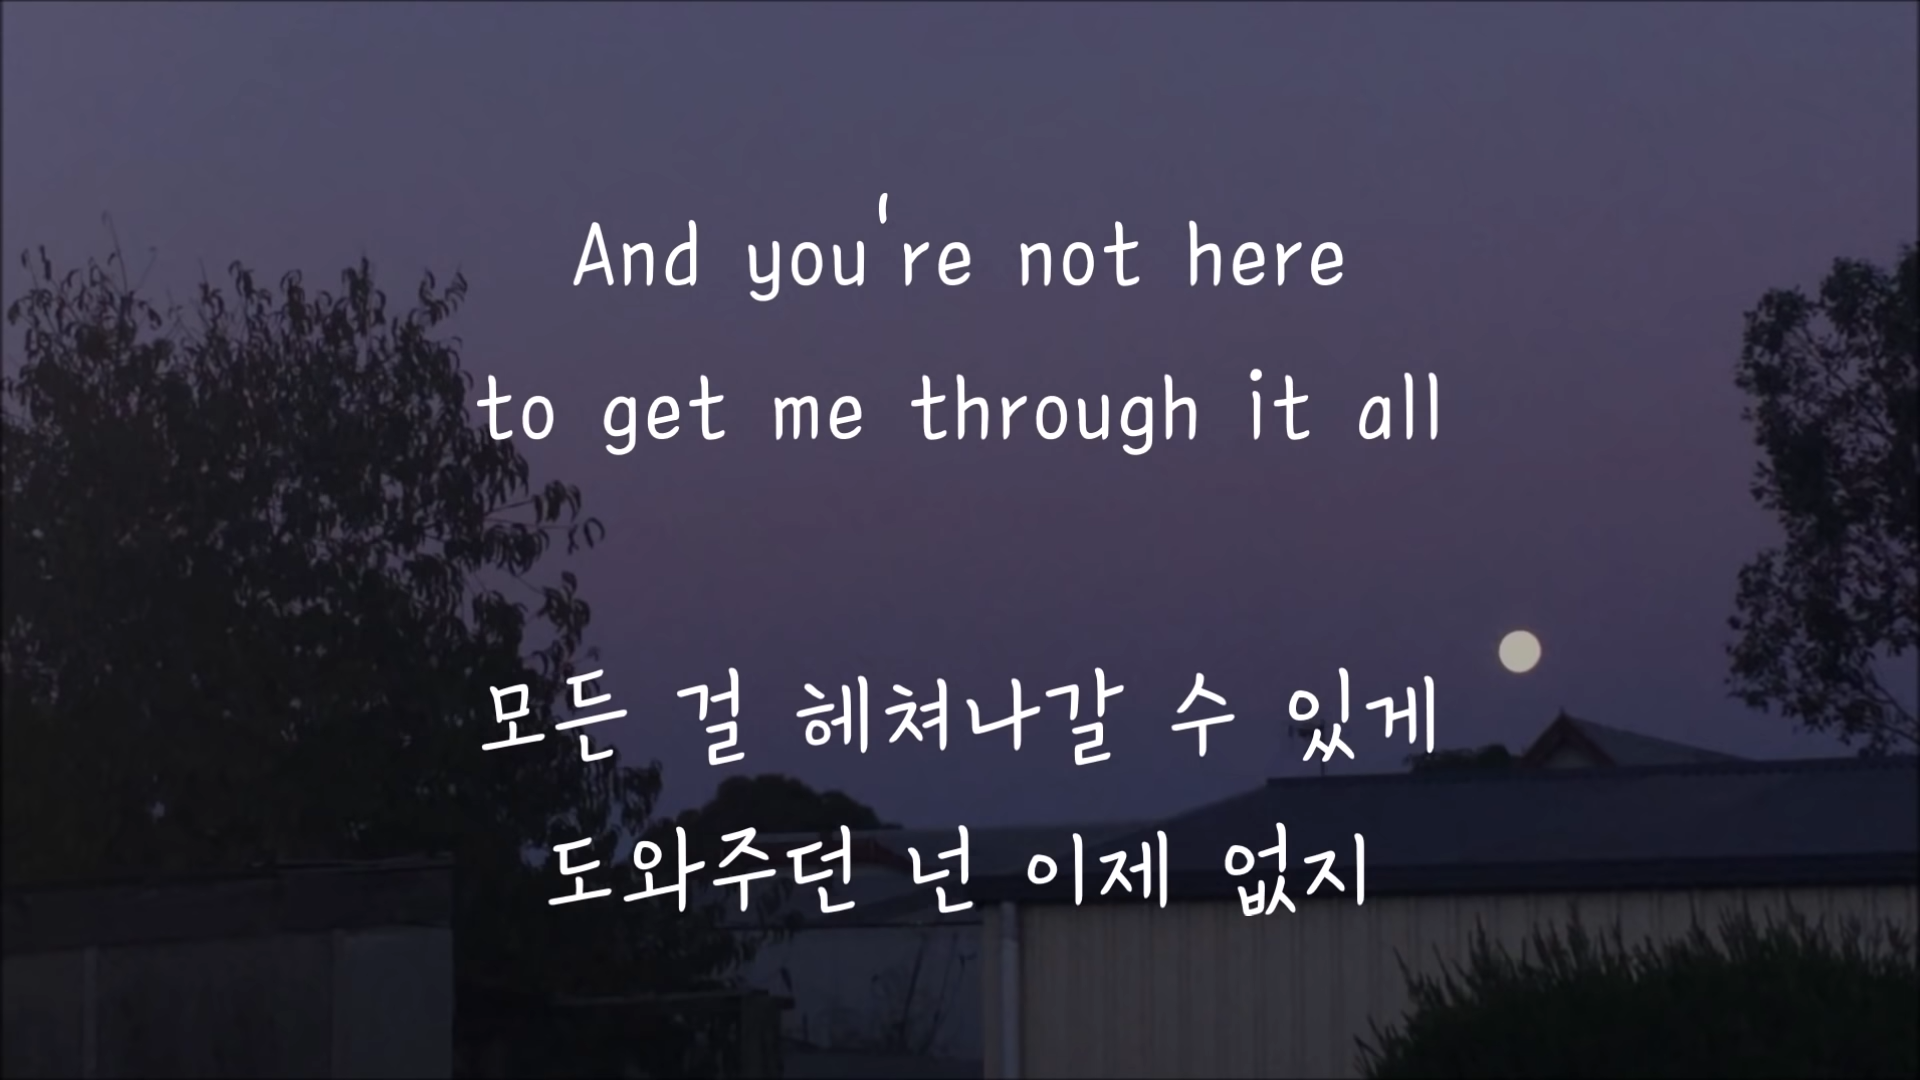 And you're not here
to get me through it all
모든 걸 헤쳐나갈 수 있게
도와주던 넌 이제 없지